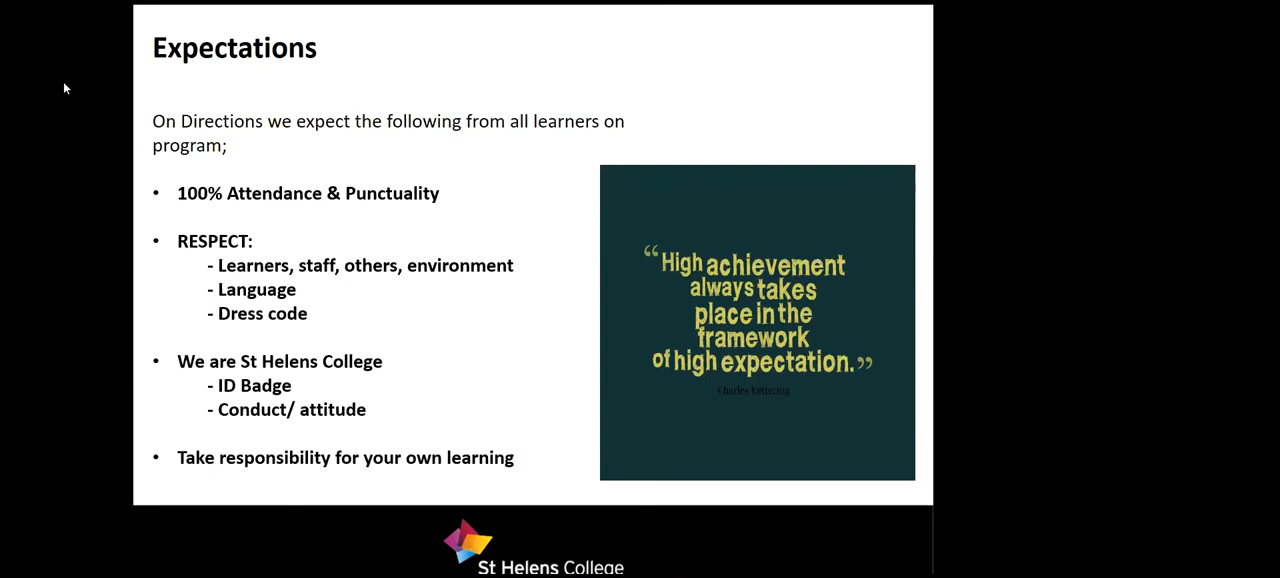 Expectations
On Directions we expect the following from all learners on
program;
• 100% Attendance & Punctuality
• RESPECT:
- Learners, staff, others, environment
- Language
- Dress code
• We are St Helens College
- ID Badge
- Conduct/ attitude
• Take responsibility for your own learning
“High achievement
always takes
place in the
framework
of high expectation.”
Charles Kettering
St Helens College